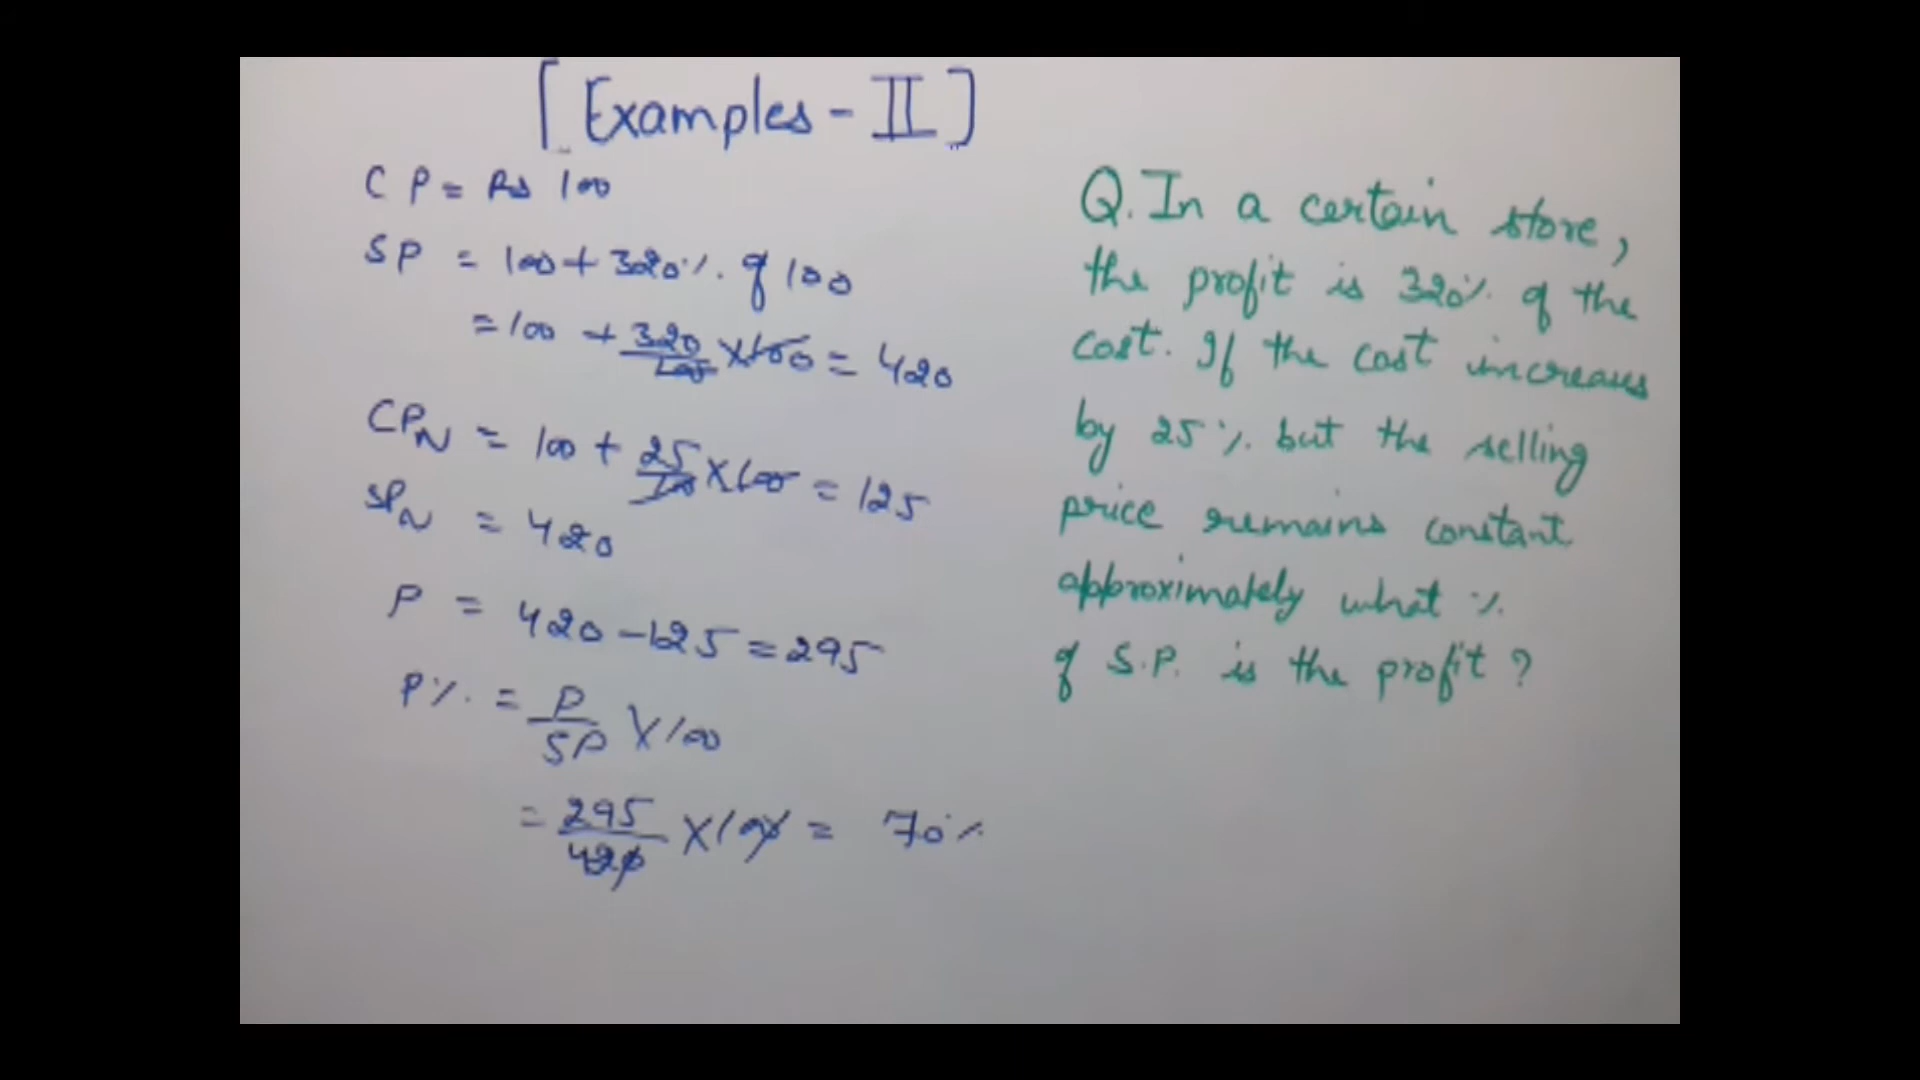 [Examples - II]
CP = Rs 100
SP = 100 + 320% of 100
= 100 + 320/100 × 100 = 420
CPN = 100 + 25/100 × 100 = 125
SPN = 420
P = 420 - 125 = 295
P% = P/SP × 100
= 295/420 × 100 = 70%
Q. In a certain store,
the profit is 320% of the
cost. If the cost increases
by 25% but the selling
price remains constant
approximately what %
of S.P. is the profit?